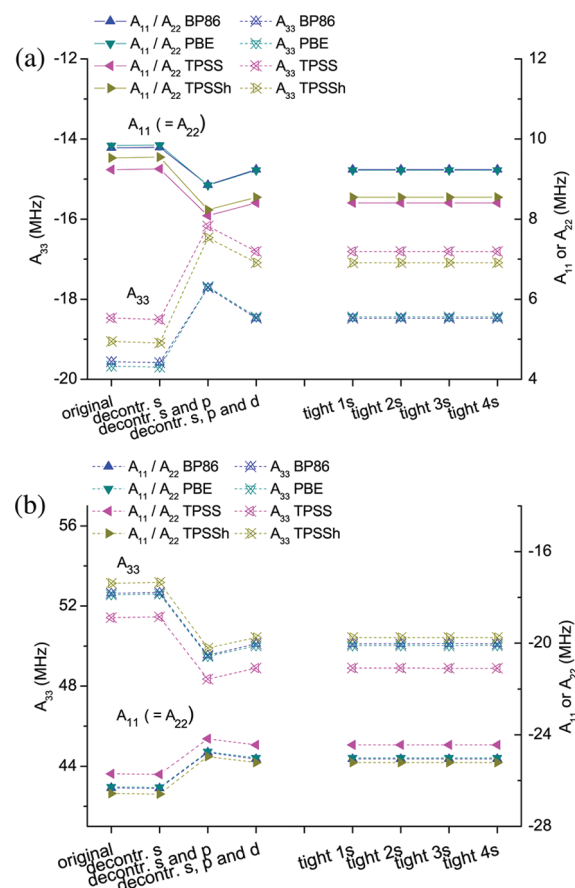 (a)
A11 / A22 BP86 A33 BP86
A11 / A22 PBE A33 PBE
A11 / A22 TPSS A33 TPSS
A11 / A22 TPSSh A33 TPSSh
-12
-14
-16
-18
-20
A33 (MHz)
A11 ( = A22)
A33
12
10
8
6
4
A11 or A22 (MHz)
original
decontr. s
decontr. s and p
decontr. s, p and d
tight 1s
tight 2s
tight 3s
tight 4s
(b)
A11 / A22 BP86 A33 BP86
A11 / A22 PBE A33 PBE
A11 / A22 TPSS A33 TPSS
A11 / A22 TPSSh A33 TPSSh
56
52
48
44
A33 (MHz)
A33
A11 ( = A22)
-16
-20
-24
-28
A11 or A22 (MHz)
original
decontr. s
decontr. s and p
decontr. s, p and d
tight 1s
tight 2s
tight 3s
tight 4s